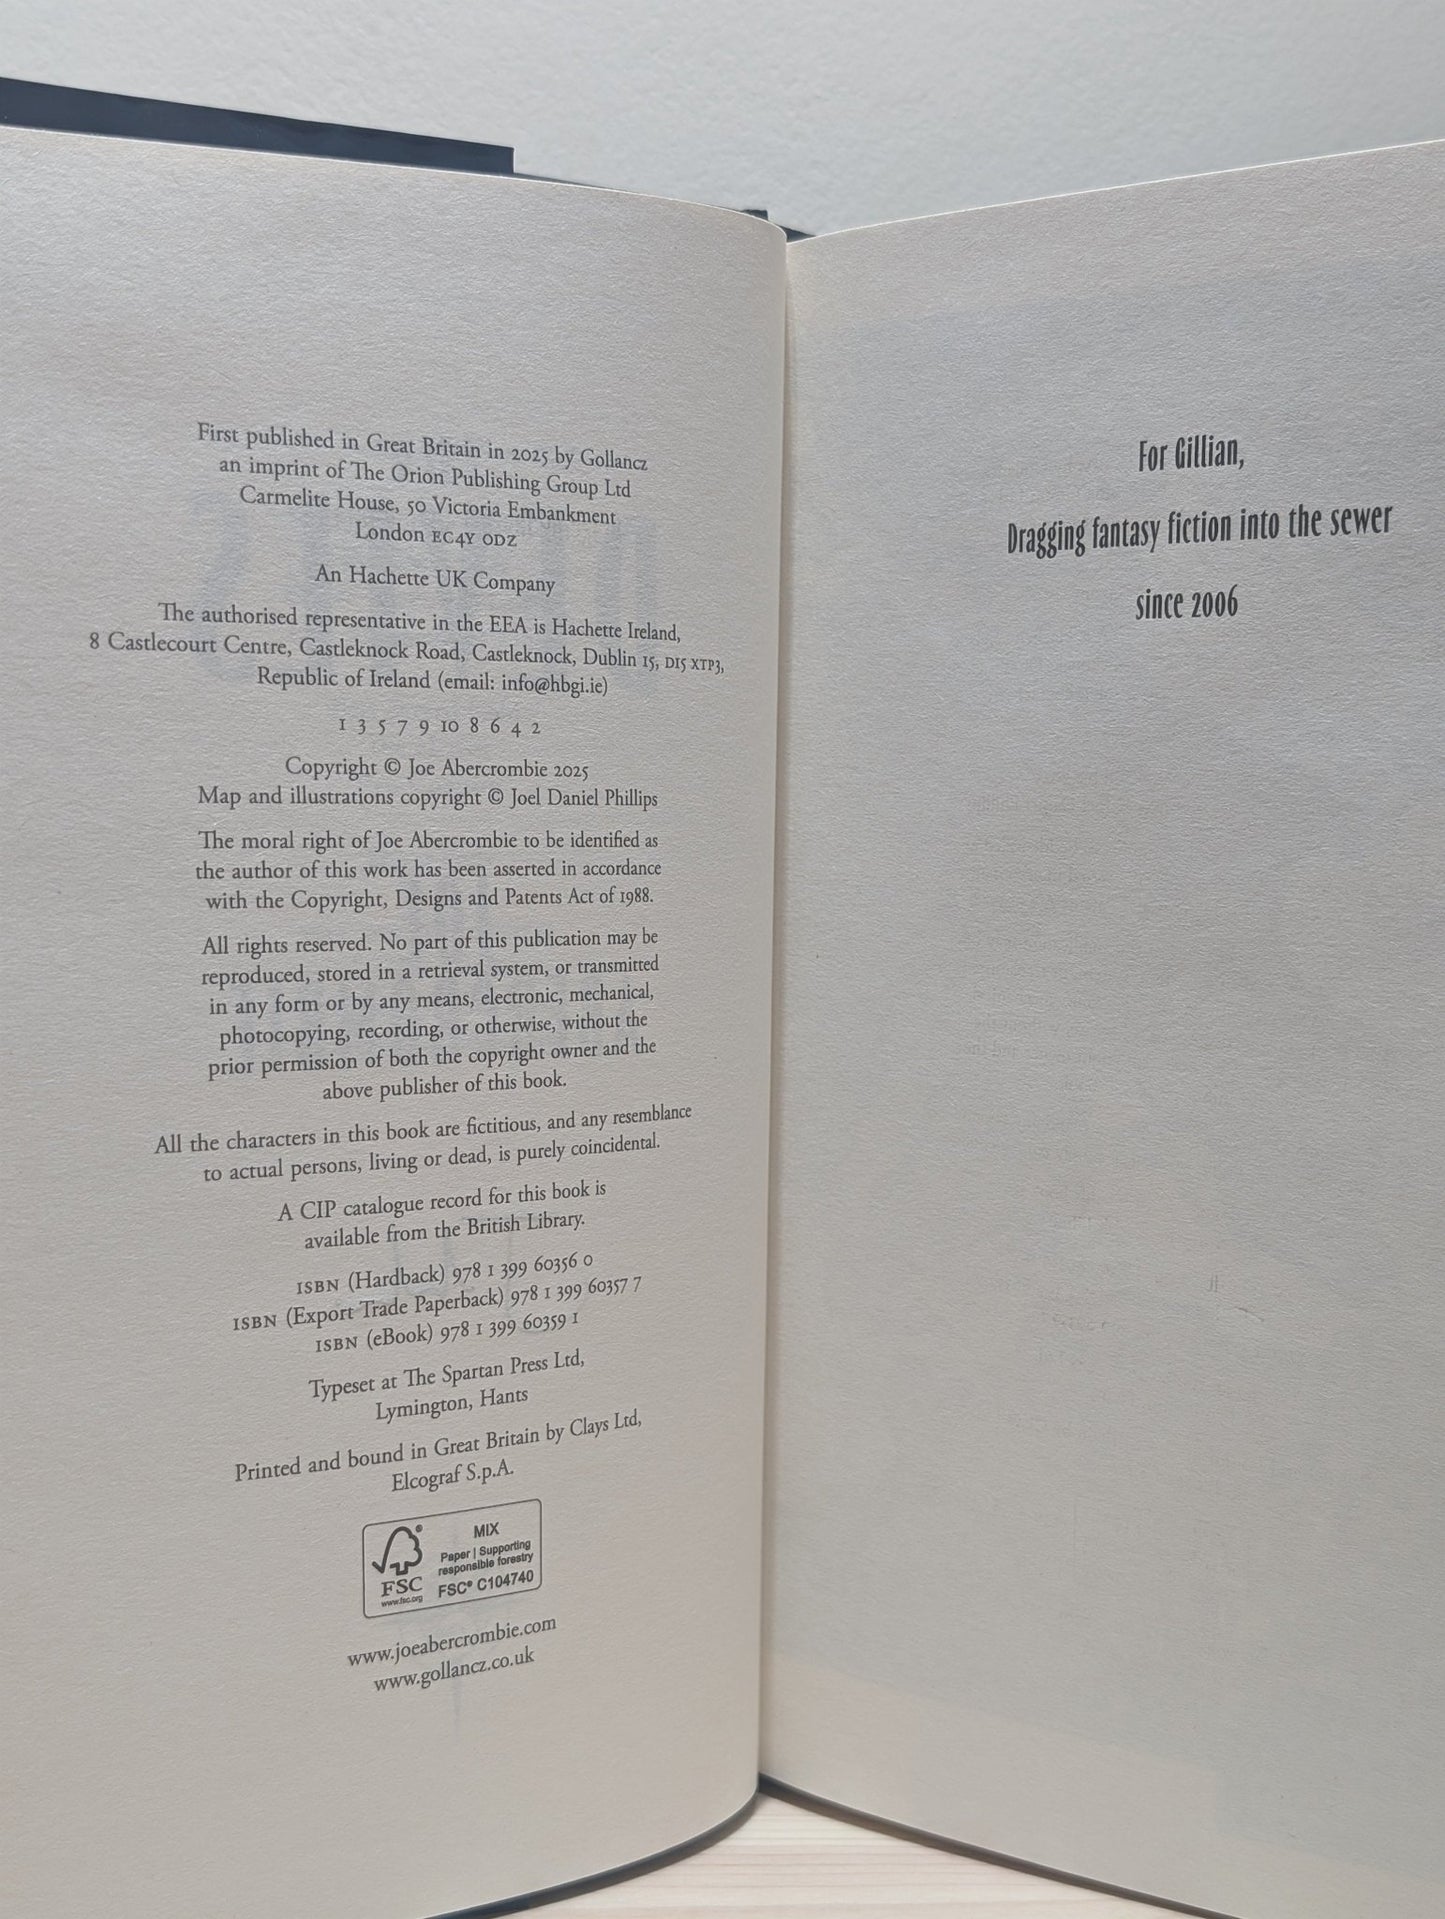 First published in Great Britain in 2025 by Gollancz
an imprint of The Orion Publishing Group Ltd
Carmelite House, 50 Victoria Embankment
London EC4Y 0DZ
An Hachette UK Company
The authorised representative in the EEA is Hachette Ireland,
8 Castlecourt Centre, Castleknock Road, Castleknock, Dublin 15, D15 XTP3,
Republic of Ireland (email: info@hbgi.ie)
1 3 5 7 9 10 8 6 4 2
Copyright © Joe Abercrombie 2025
Map and illustrations copyright © Joel Daniel Phillips
The moral right of Joe Abercrombie to be identified as
the author of this work has been asserted in accordance
with the Copyright, Designs and Patents Act of 1988.
All rights reserved. No part of this publication may be
reproduced, stored in a retrieval system, or transmitted
in any form or by any means, electronic, mechanical,
photocopying, recording, or otherwise, without the
prior permission of both the copyright owner and the
above publisher of this book.
All the characters in this book are fictitious, and any resemblance
to actual persons, living or dead, is purely coincidental.
A CIP catalogue record for this book is
available from the British Library.
ISBN (Hardback) 978 1 399 60356 0
ISBN (Export Trade Paperback) 978 1 399 60357 7
ISBN (eBook) 978 1 399 60359 1
Typeset at The Spartan Press Ltd,
Lymington, Hants
Printed and bound in Great Britain by Clays Ltd,
Elcograf S.p.A.
FSC
www.fsc.org
MIX
Paper | Supporting
responsible forestry
FSC® C104740
www.joeabercrombie.com
www.gollancz.co.uk
For Gillian,
Dragging fantasy fiction into the sewer
since 2006